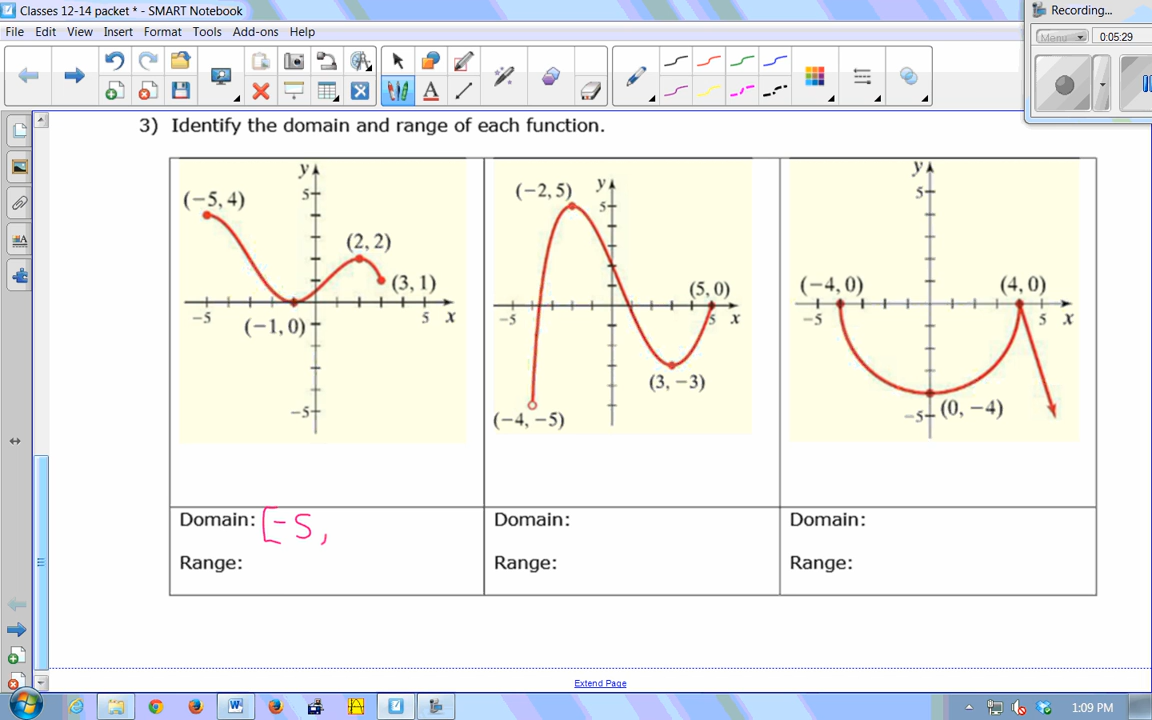 Classes 12-14 packet * - SMART Notebook
Recording...
File Edit View Insert Format Tools Add-ons Help
Menu
0:05:29
3) Identify the domain and range of each function.
y
(−5, 4)
5
(2, 2)
(3, 1)
−5
5
x
(−1, 0)
−5
(−2, 5)
y
5
(5, 0)
−5
5
x
(3, −3)
(−4, −5)
y
5
(−4, 0)
(4, 0)
−5
5
x
−5
(0, −4)
Domain: [-5,
Range:
Domain:
Range:
Domain:
Range:
Extend Page
1:09 PM